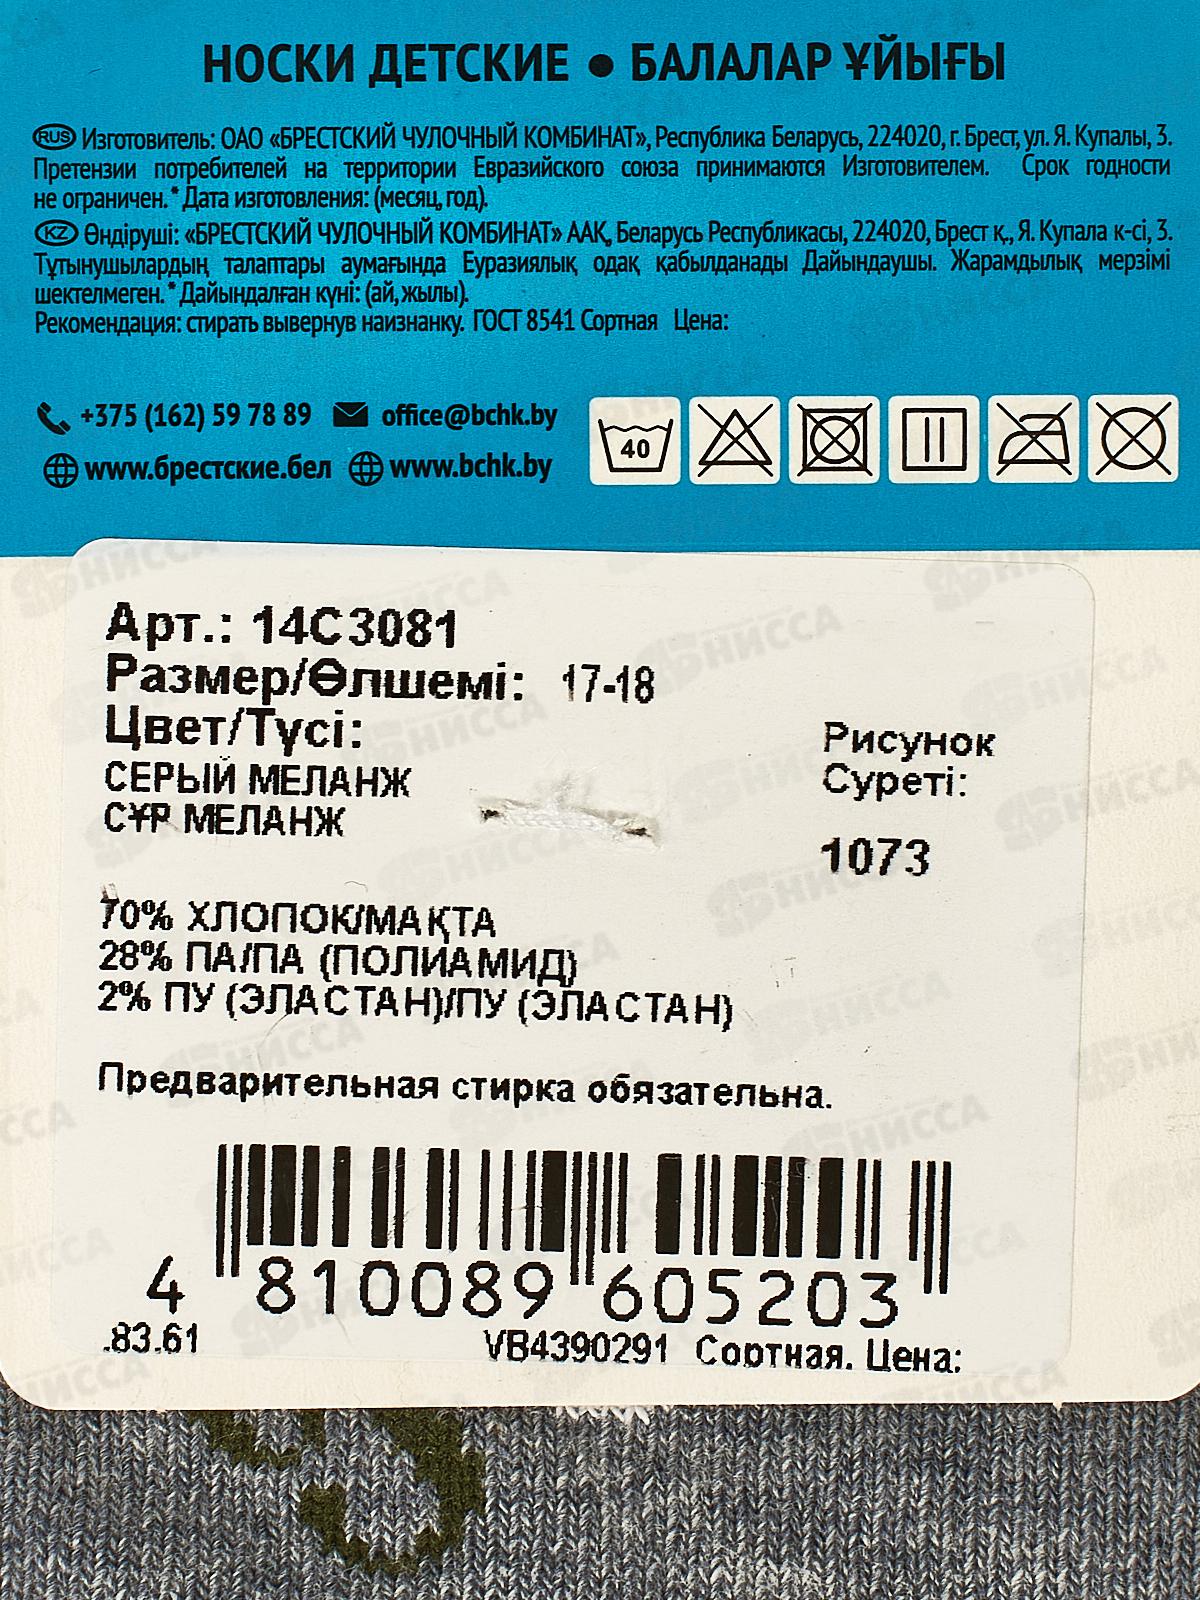 НОСКИ ДЕТСКИЕ ● БАЛАЛАР ҰЙЫҒЫ
RUS Изготовитель: ОАО «БРЕСТСКИЙ ЧУЛОЧНЫЙ КОМБИНАТ», Республика Беларусь, 224020, г. Брест, ул. Я. Купалы, 3.
Претензии потребителей на территории Евразийского союза принимаются Изготовителем. Срок годности
не ограничен.* Дата изготовления: (месяц, год).
KZ Өндіруші: «БРЕСТСКИЙ ЧУЛОЧНЫЙ КОМБИНАТ» ААҚ, Беларусь Республикасы, 224020, Брест қ., Я. Купала к-сі, 3.
Тұтынушылардың талаптары аумағында Еуразиялық одақ қабылданады Дайындаушы. Жарамдылық мерзімі
шектелмеген.* Дайындалған күні: (ай, жылы).
Рекомендация: стирать вывернув наизнанку. ГОСТ 8541 Сортная Цена:
+375 (162) 59 78 89 office@bchk.by
www.брестские.бел www.bchk.by
40
Арт.: 14С3081
Размер/Өлшемі: 17-18
Цвет/Түсі:
СЕРЫЙ МЕЛАНЖ
СҰР МЕЛАНЖ
Рисунок
Суреті:
1073
70% ХЛОПОК/МАҚТА
28% ПА/ПА (ПОЛИАМИД)
2% ПУ (ЭЛАСТАН)/ПУ (ЭЛАСТАН)
Предварительная стирка обязательна.
4 810089 605203
.83.61 VB4390291 Сортная. Цена:
НИССА